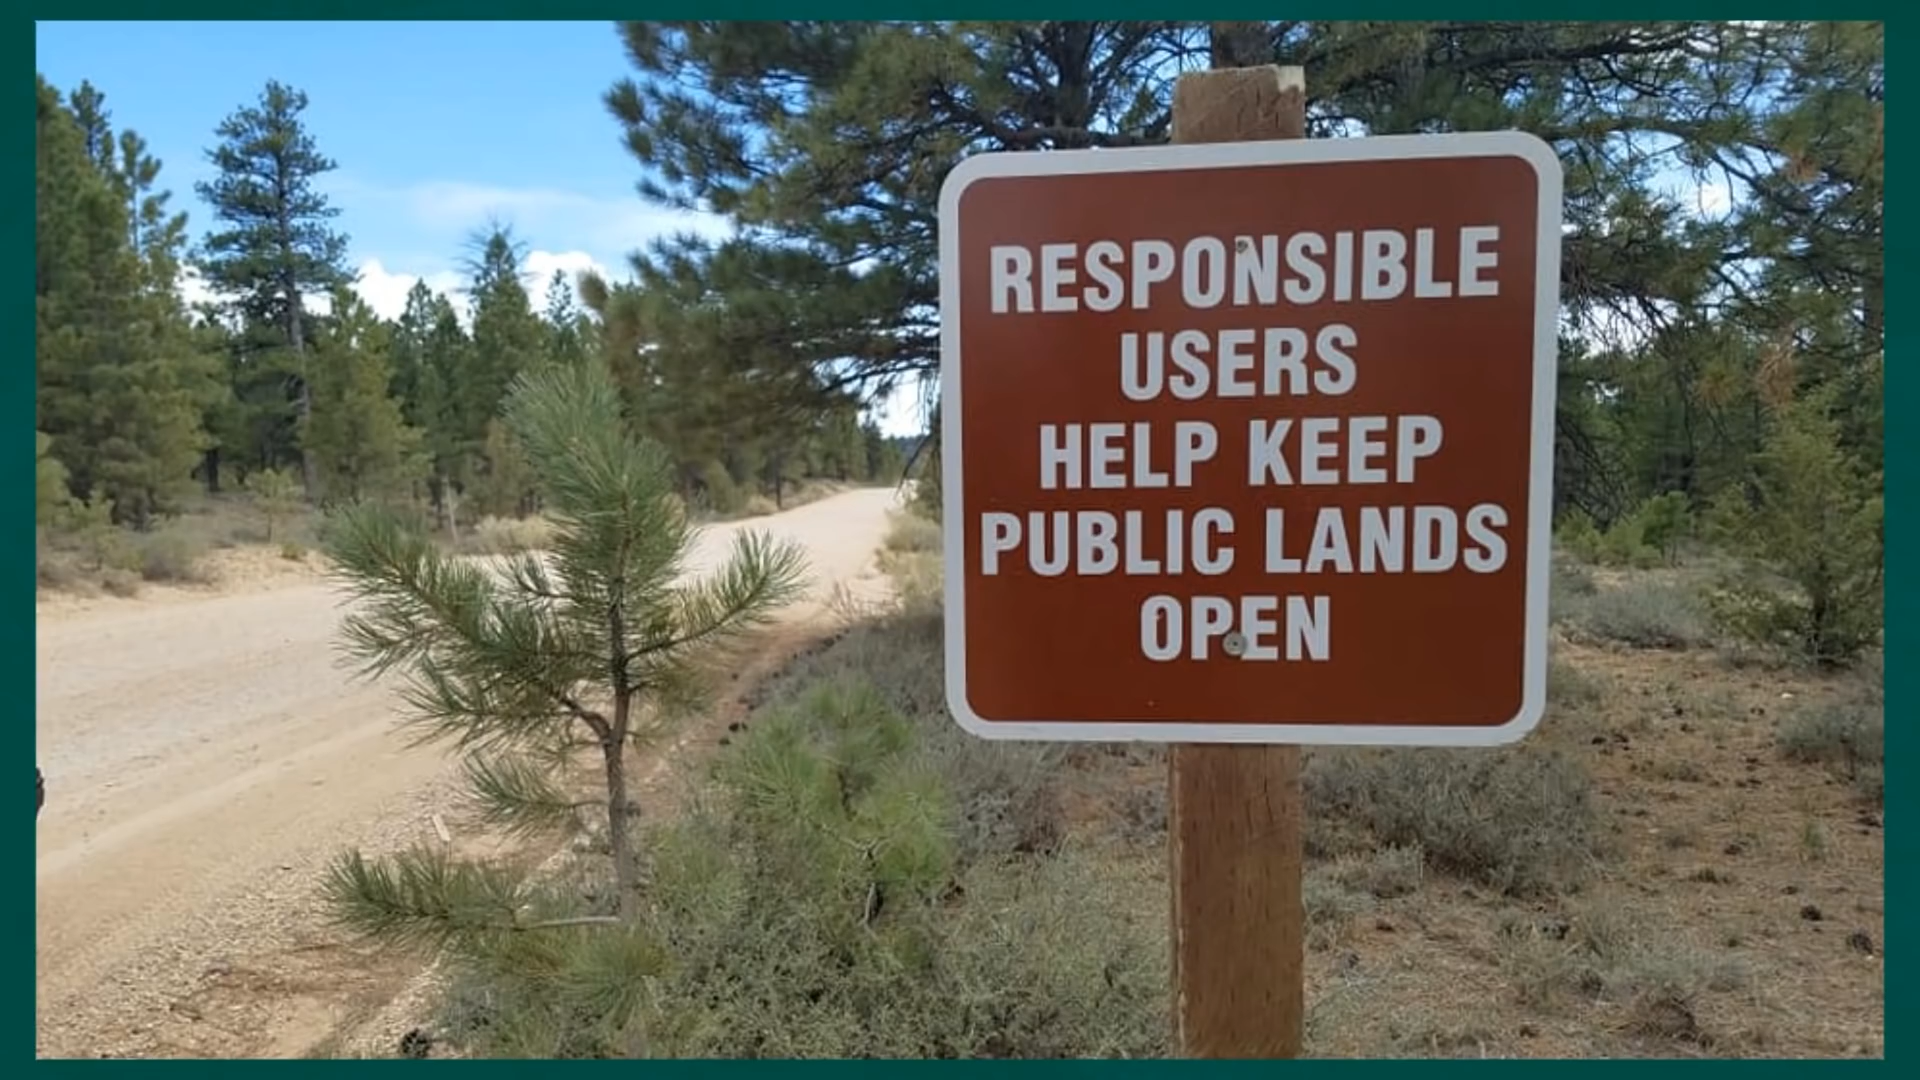 RESPONSIBLE
USERS
HELP KEEP
PUBLIC LANDS
OPEN